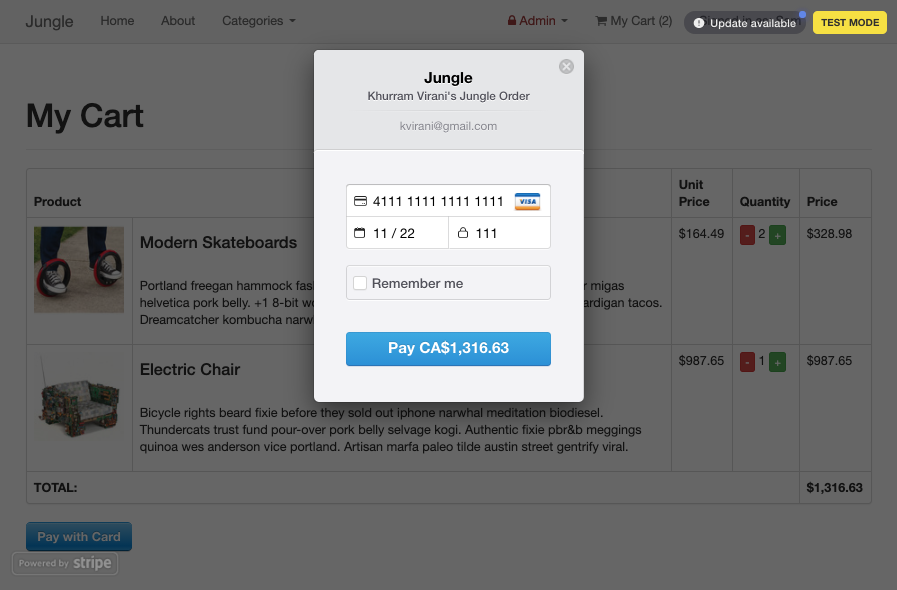 Jungle Home About Categories Admin My Cart (2) Update available TEST MODE
Jungle
Khurram Virani's Jungle Order
kvirani@gmail.com
My Cart
4111 1111 1111 1111 VISA
11 / 22 111
Remember me
Pay CA$1,316.63
Product Unit Price Quantity Price
Modern Skateboards $164.49 - 2 + $328.98
Portland freegan hammock migas
helvetica pork belly. +1 8-bit ardigan tacos.
Dreamcatcher kombucha
Electric Chair $987.65 - 1 + $987.65
Bicycle rights beard fixie before they sold out iphone narwhal meditation biodiesel.
Thundercats trust fund pour-over pork belly selvage kogi. Authentic fixie pbr&b meggings
quinoa wes anderson vice portland. Artisan marfa paleo tilde austin street gentrify viral.
TOTAL: $1,316.63
Pay with Card
Powered by stripe